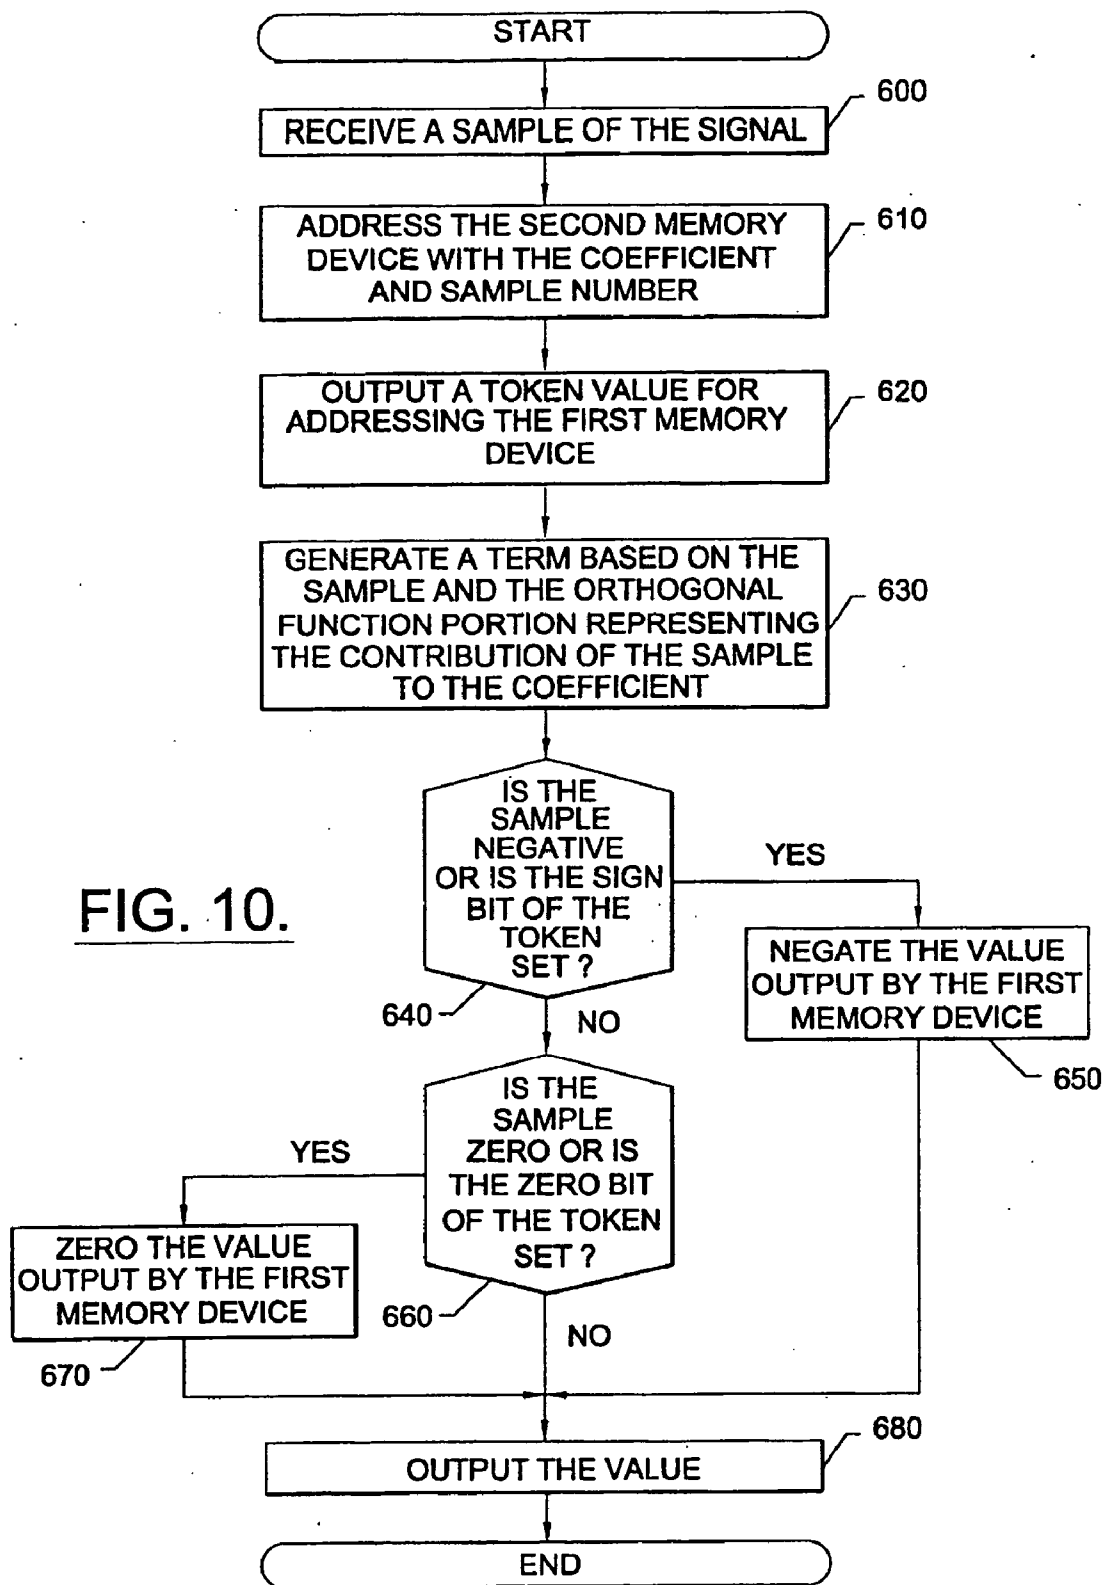 START
600
RECEIVE A SAMPLE OF THE SIGNAL
610
ADDRESS THE SECOND MEMORY
DEVICE WITH THE COEFFICIENT
AND SAMPLE NUMBER
620
OUTPUT A TOKEN VALUE FOR
ADDRESSING THE FIRST MEMORY
DEVICE
630
GENERATE A TERM BASED ON THE
SAMPLE AND THE ORTHOGONAL
FUNCTION PORTION REPRESENTING
THE CONTRIBUTION OF THE SAMPLE
TO THE COEFFICIENT
IS THE
SAMPLE
NEGATIVE
OR IS THE SIGN
BIT OF THE
TOKEN
SET ?
YES
FIG. 10.
NEGATE THE VALUE
OUTPUT BY THE FIRST
MEMORY DEVICE
640
NO
650
IS THE
SAMPLE
ZERO OR IS
THE ZERO BIT
OF THE TOKEN
SET ?
YES
ZERO THE VALUE
OUTPUT BY THE FIRST
MEMORY DEVICE
660
NO
670
680
OUTPUT THE VALUE
END